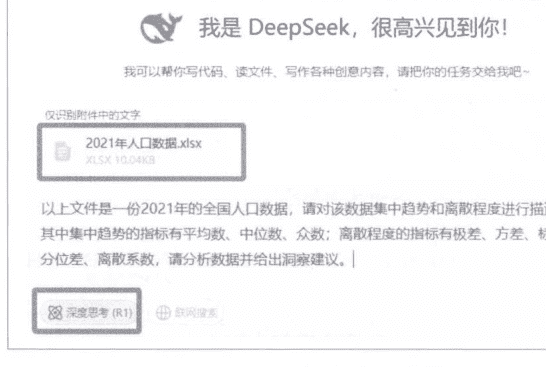 我是 DeepSeek，很高兴见到你！
我可以帮你写代码、读文件、写作各种创意内容，请把你的任务交给我吧~
仅识别附件中的文字
2021年人口数据.xlsx
XLSX 10.04KB
以上文件是一份2021年的全国人口数据，请对该数据集中趋势和离散程度进行描
其中集中趋势的指标有平均数、中位数、众数；离散程度的指标有极差、方差、
分位差、离散系数，请分析数据并给出洞察建议。
深度思考 (R1)
联网搜索